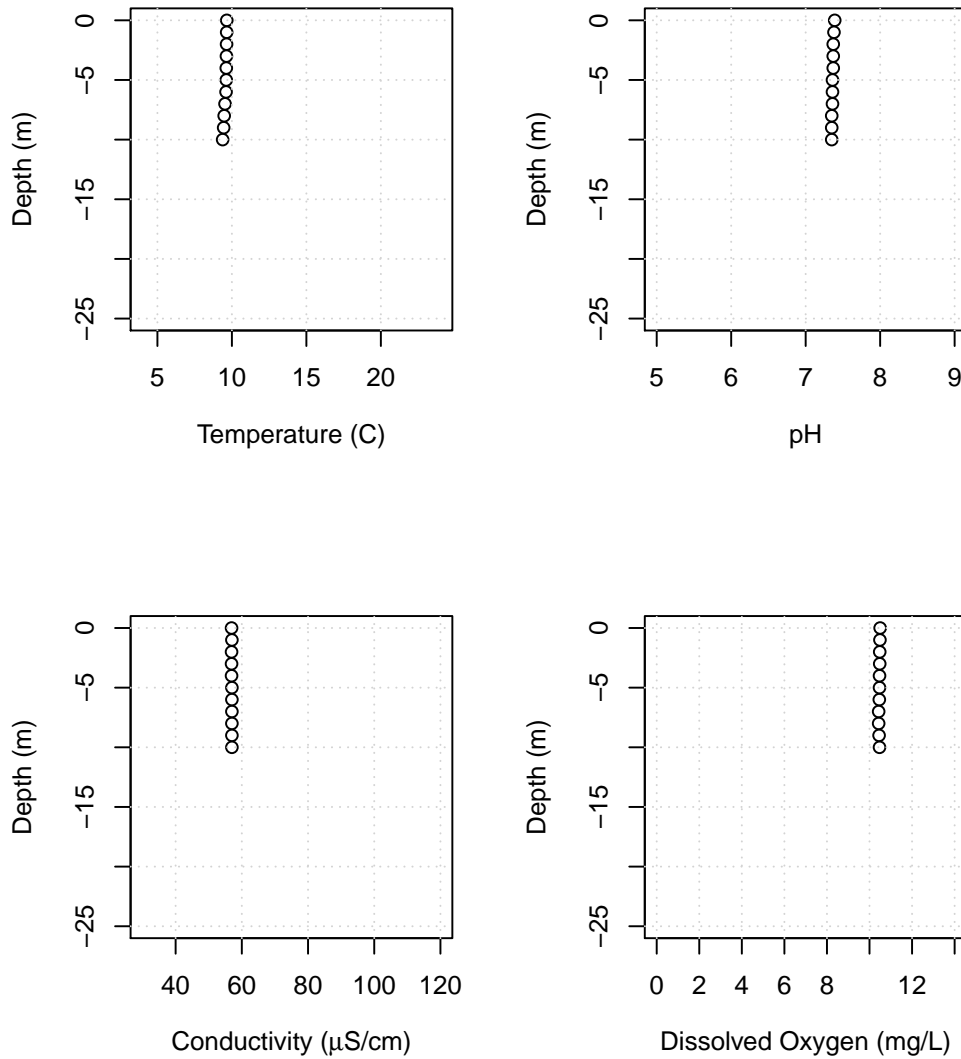 0
−5
−15
−25
Depth (m)
5 10 15 20
Temperature (C)
0
−5
−15
−25
Depth (m)
5 6 7 8 9
pH
0
−5
−15
−25
Depth (m)
40 60 80 100 120
Conductivity (μS/cm)
0
−5
−15
−25
Depth (m)
0 2 4 6 8 12
Dissolved Oxygen (mg/L)